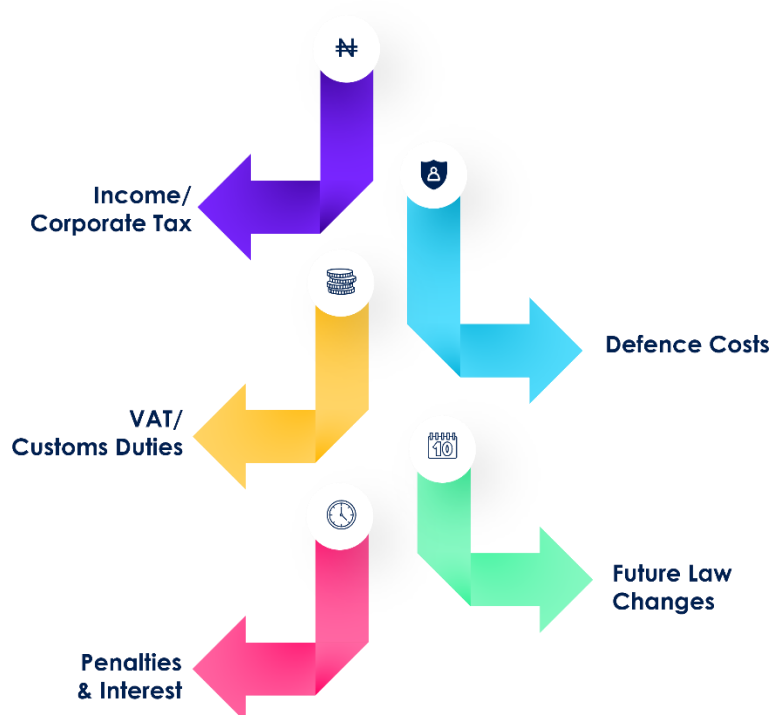 ₦
Income/
Corporate Tax
Defence Costs
VAT/
Customs Duties
10
Future Law
Changes
Penalties
& Interest